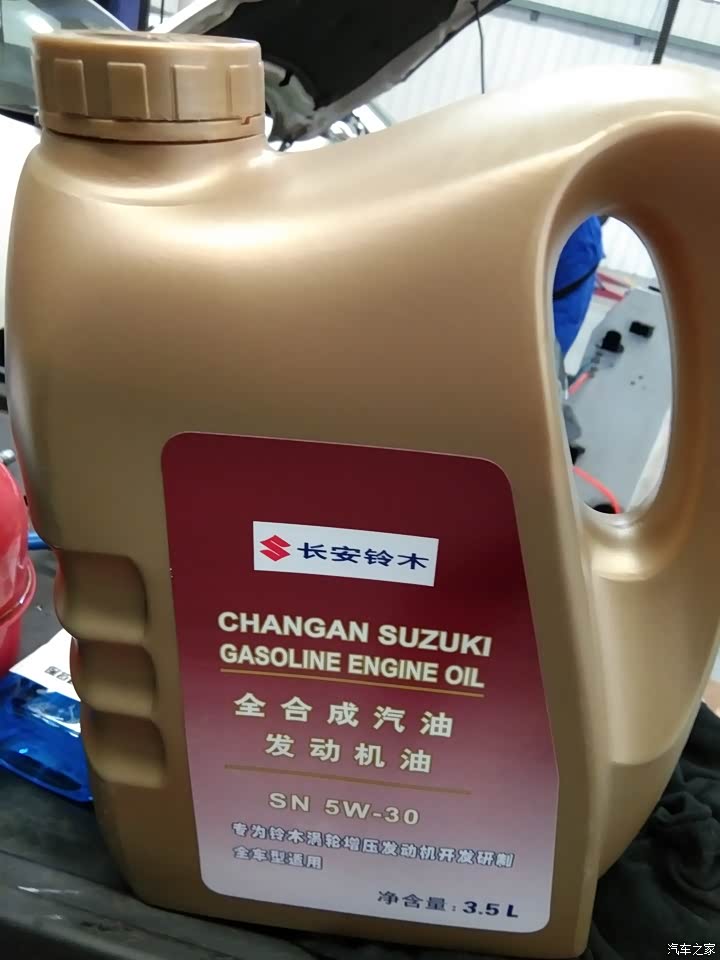 长安铃木
CHANGAN SUZUKI
GASOLINE ENGINE OIL
全合成汽油
发动机油
SN 5W-30
专为铃木涡轮增压发动机开发研制
全车型适用
净含量：3.5 L
汽车之家